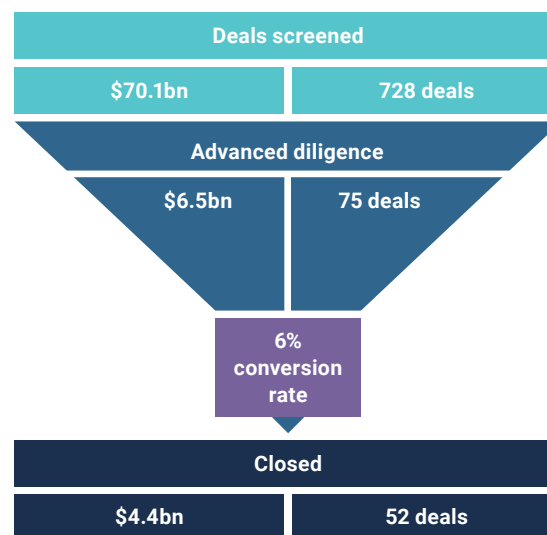 Deals screened
$70.1bn 728 deals
Advanced diligence
$6.5bn 75 deals
6%
conversion
rate
Closed
$4.4bn 52 deals